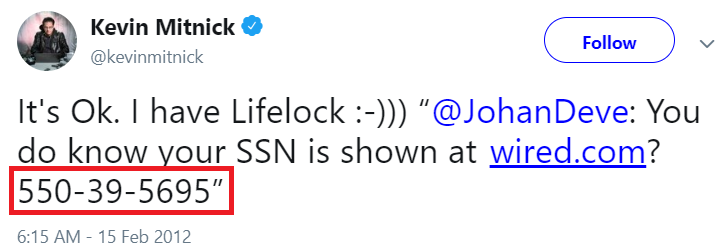 Kevin Mitnick
@kevinmitnick
Follow
It's Ok. I have Lifelock :-))) “@JohanDeve: You
do know your SSN is shown at wired.com?
550-39-5695”
6:15 AM - 15 Feb 2012